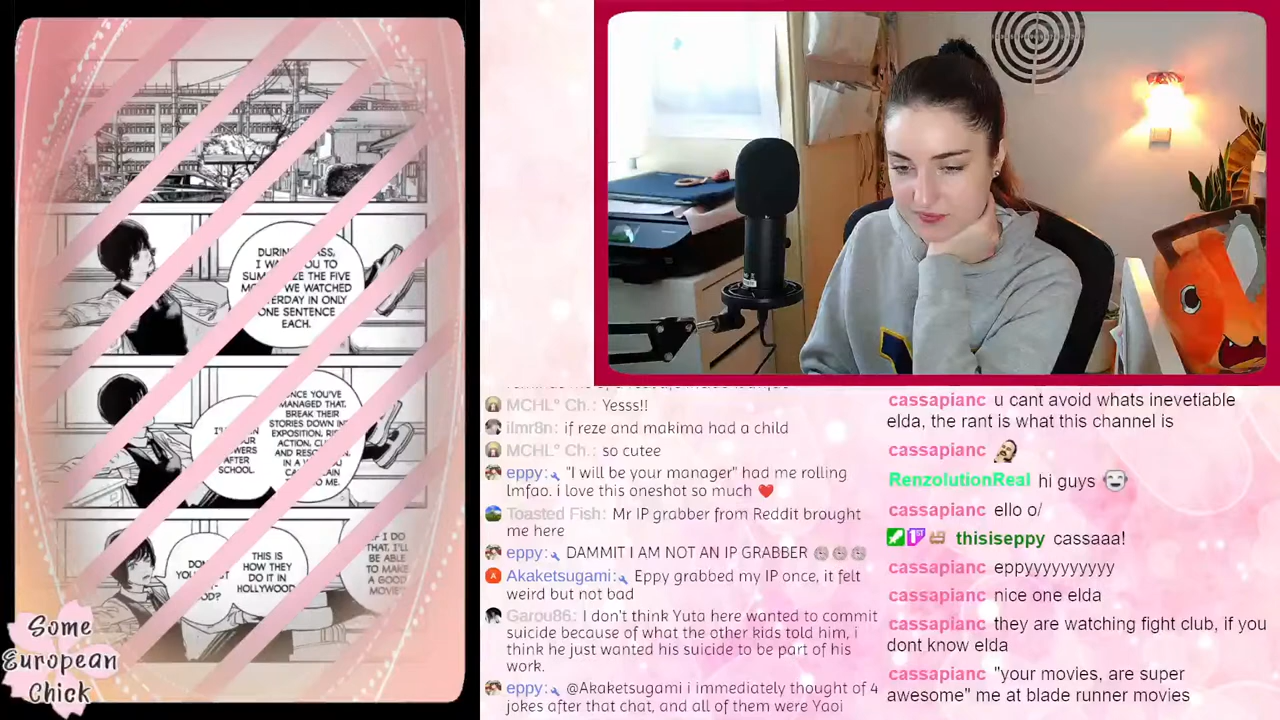 I
TO
THE FIVE
WE WATCHED
IN ONLY
ONE SENTENCE
EACH.
ONCE YOU'VE
MANAGED THAT,
BREAK THEIR
STORIES DOWN
EXPOSITION,
ACTION,
AND
IN A
ME.
AFTER
SCHOOL.
THIS IS
HOW THEY
DO IT IN
HOLLYWOOD
IF I DO
THAT, I'LL
BE ABLE
TO MAKE
A GOOD
MOVIE
Some
European
Chick
MCHL° Ch.: Yesss!!
ilmr8n: if reze and makima had a child
MCHL° Ch.: so cutee
eppy: "I will be your manager" had me rolling
lmfao. i love this oneshot so much ❤️
Toasted Fish: Mr IP grabber from Reddit brought
me here
eppy: DAMMIT I AM NOT AN IP GRABBER
Akaketsugami: Eppy grabbed my IP once, it felt
weird but not bad
Garou86: I don't think Yuta here wanted to commit
suicide because of what the other kids told him, i
think he just wanted his suicide to be part of his
work.
eppy: @Akaketsugami i immediately thought of 4
jokes after that chat, and all of them were Yaoi
cassapianc u cant avoid whats inevetiable
elda, the rant is what this channel is
cassapianc
RenzolutionReal hi guys
cassapianc ello o/
thisiseppy cassaaa!
cassapianc eppyyyyyyyyyy
cassapianc nice one elda
cassapianc they are watching fight club, if you
dont know elda
cassapianc "your movies, are super
awesome" me at blade runner movies